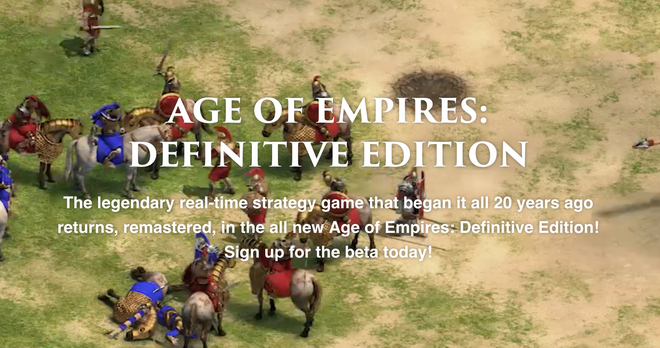 AGE OF EMPIRES:
DEFINITIVE EDITION
The legendary real-time strategy game that began it all 20 years ago
returns, remastered, in the all new Age of Empires: Definitive Edition!
Sign up for the beta today!